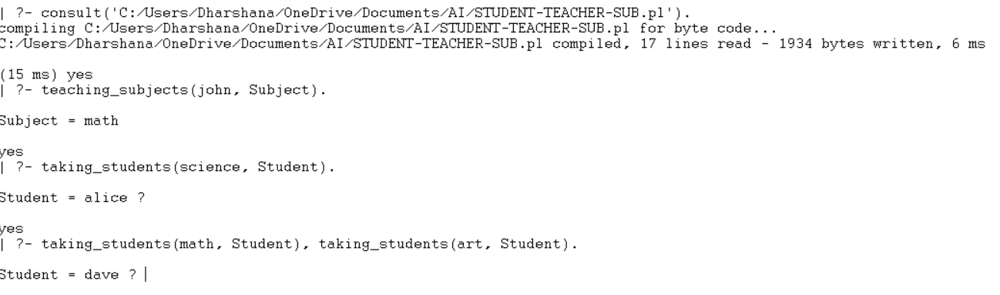 | ?- consult('C:/Users/Dharshana/OneDrive/Documents/AI/STUDENT-TEACHER-SUB.pl').
compiling C:/Users/Dharshana/OneDrive/Documents/AI/STUDENT-TEACHER-SUB.pl for byte code...
C:/Users/Dharshana/OneDrive/Documents/AI/STUDENT-TEACHER-SUB.pl compiled, 17 lines read - 1934 bytes written, 6 ms
(15 ms) yes
| ?- teaching_subjects(john, Subject).
Subject = math
yes
| ?- taking_students(science, Student).
Student = alice ?
yes
| ?- taking_students(math, Student), taking_students(art, Student).
Student = dave ?